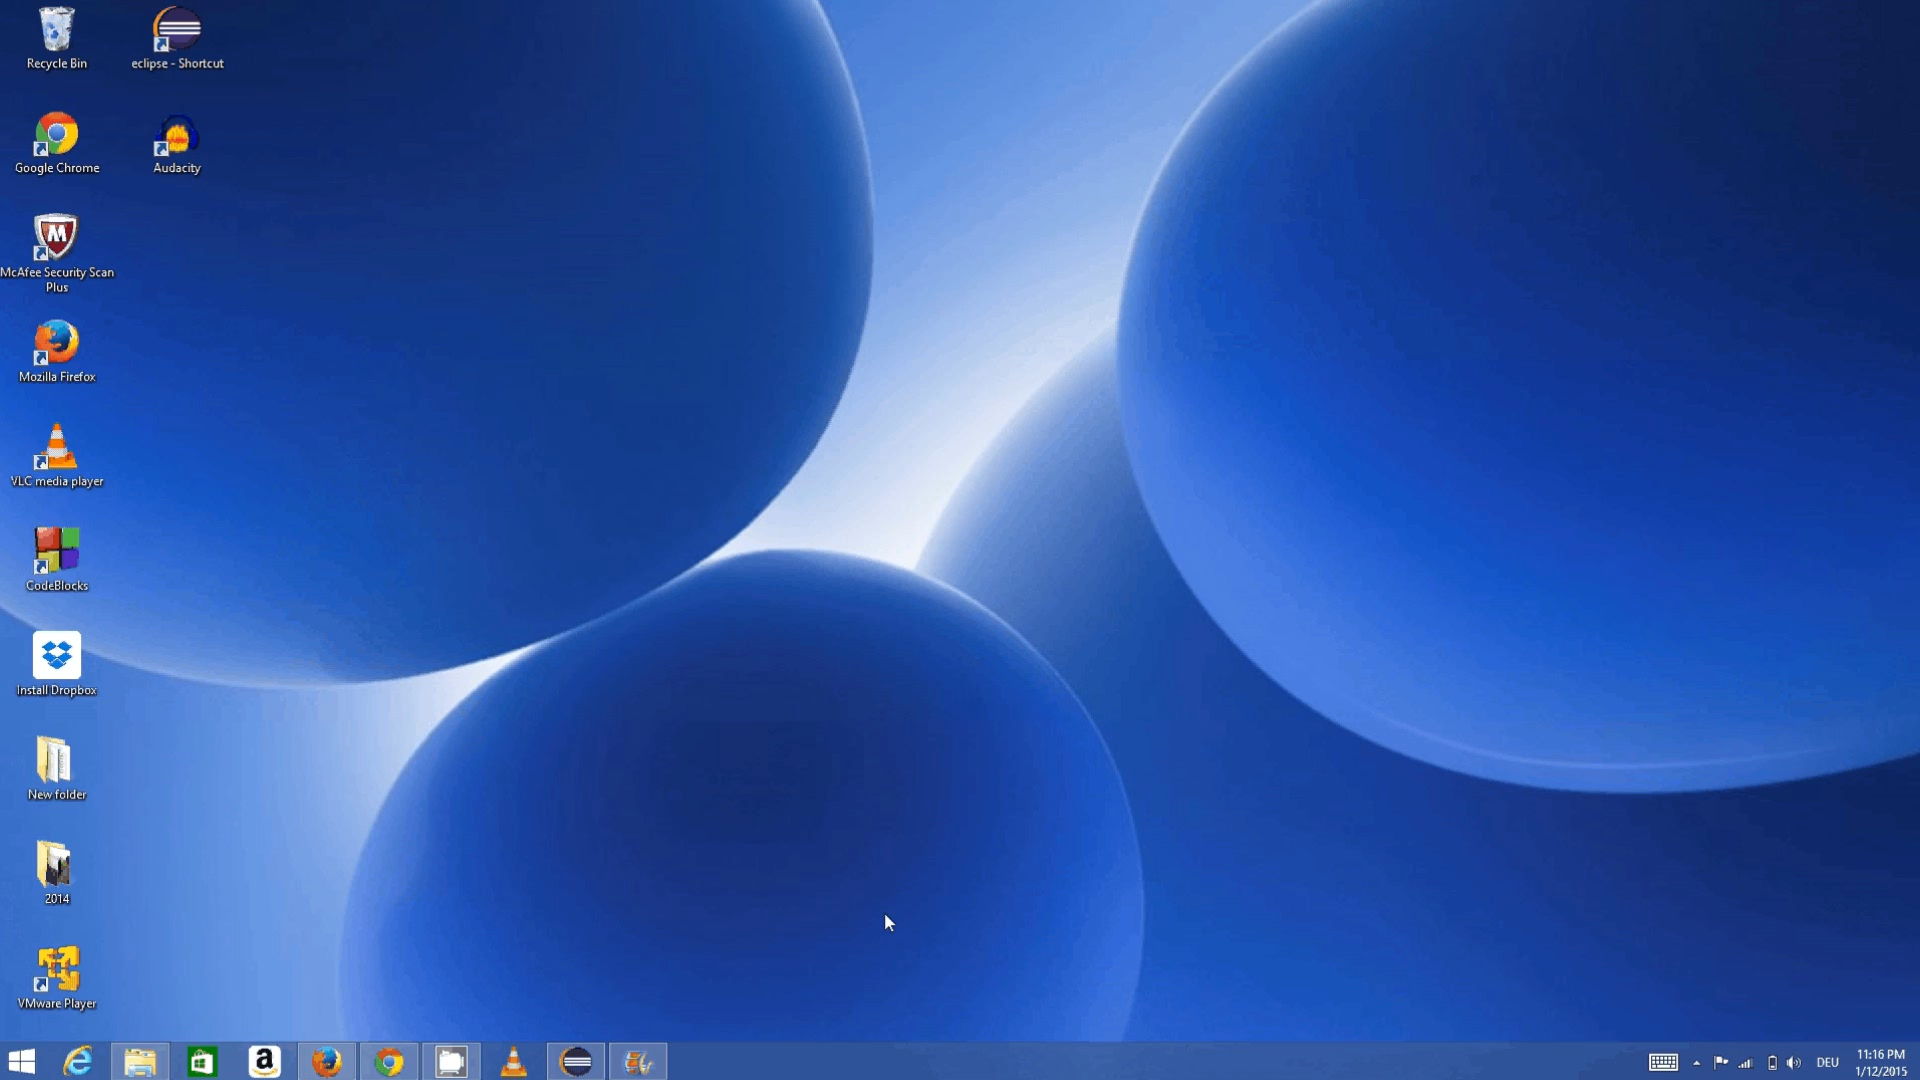 Recycle Bin
eclipse - Shortcut
Google Chrome
Audacity
McAfee Security Scan
Plus
Mozilla Firefox
VLC media player
CodeBlocks
Install Dropbox
New folder
2014
VMware Player
DEU
11:16 PM
1/12/2015